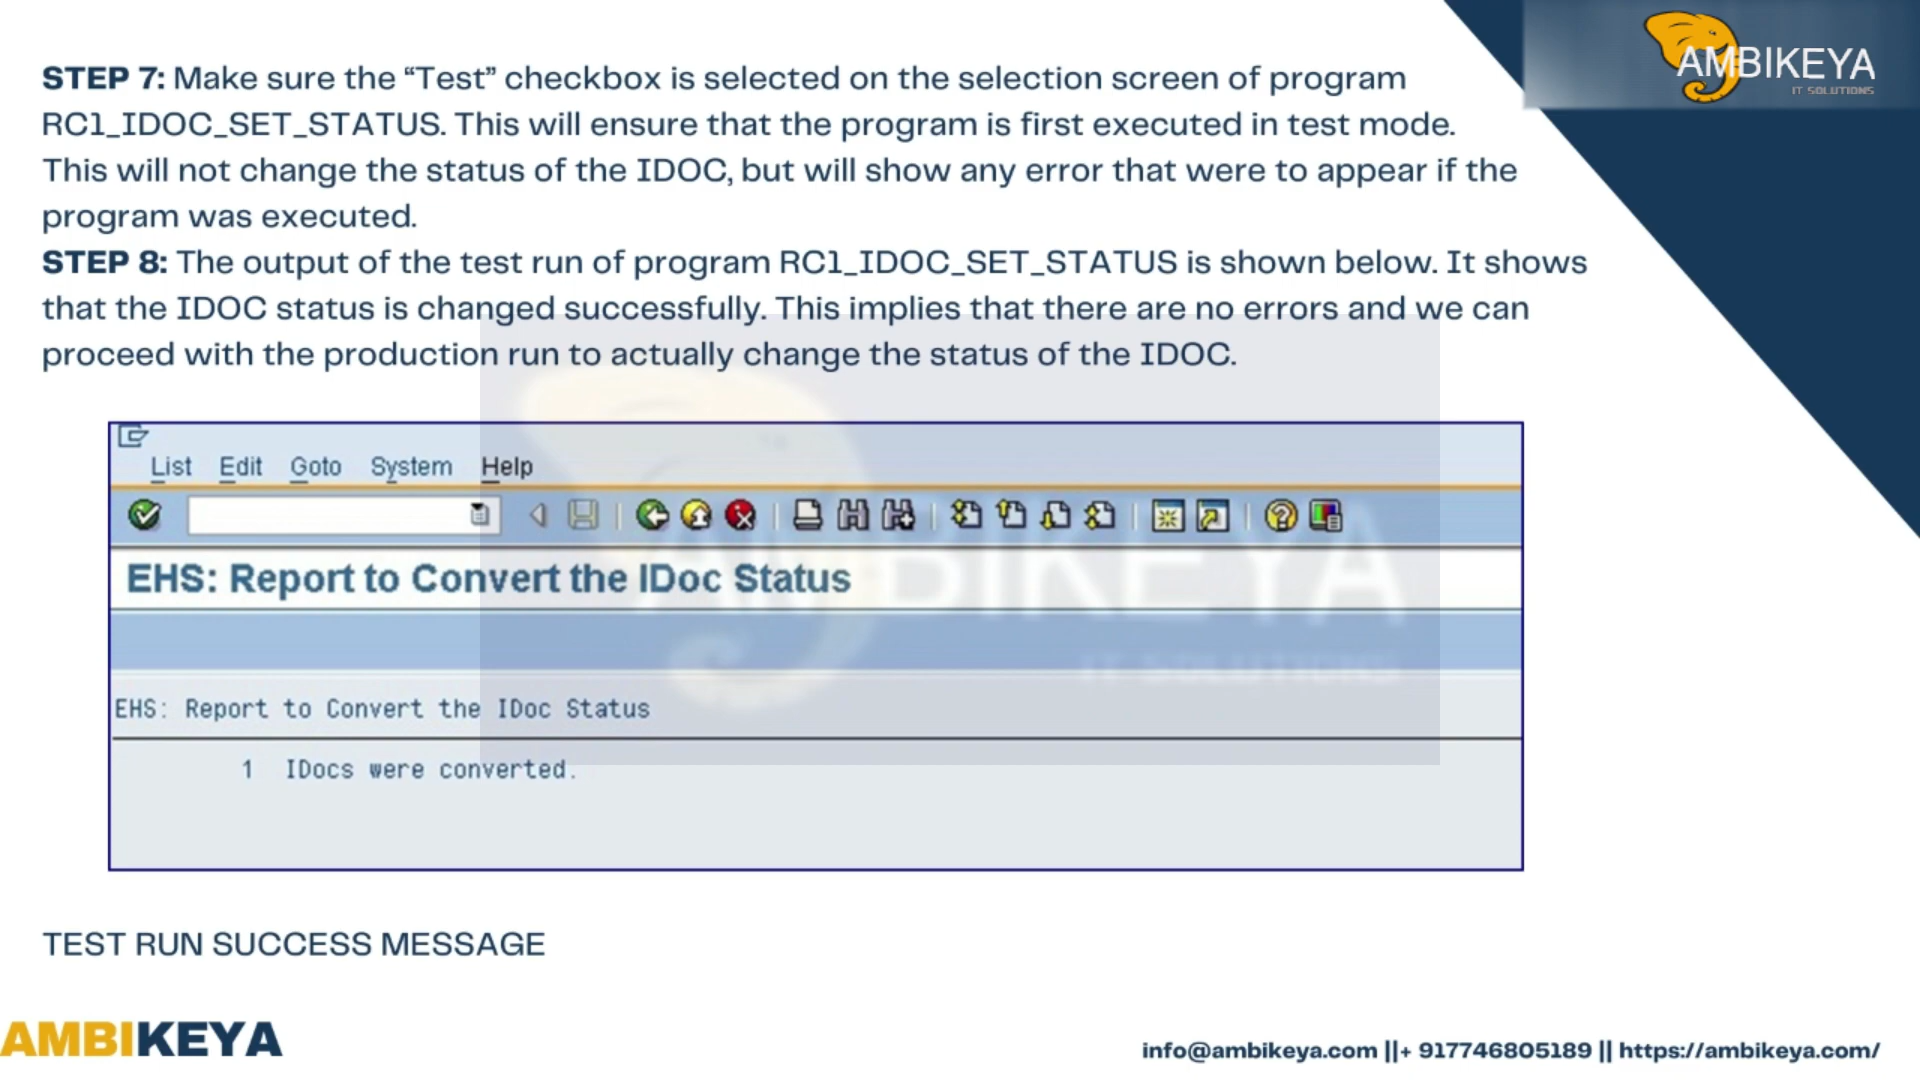 AMBIKEYA
IT SOLUTIONS
STEP 7: Make sure the “Test” checkbox is selected on the selection screen of program
RC1_IDOC_SET_STATUS. This will ensure that the program is first executed in test mode.
This will not change the status of the IDOC, but will show any error that were to appear if the
program was executed.
STEP 8: The output of the test run of program RC1_IDOC_SET_STATUS is shown below. It shows
that the IDOC status is changed successfully. This implies that there are no errors and we can
proceed with the production run to actually change the status of the IDOC.
List Edit Goto System Help
EHS: Report to Convert the IDoc Status
AMBIKEYA
IT SOLUTIONS
EHS: Report to Convert the IDoc Status
1 IDocs were converted.
TEST RUN SUCCESS MESSAGE
AMBIKEYA
info@ambikeya.com ||+ 917746805189 || https://ambikeya.com/